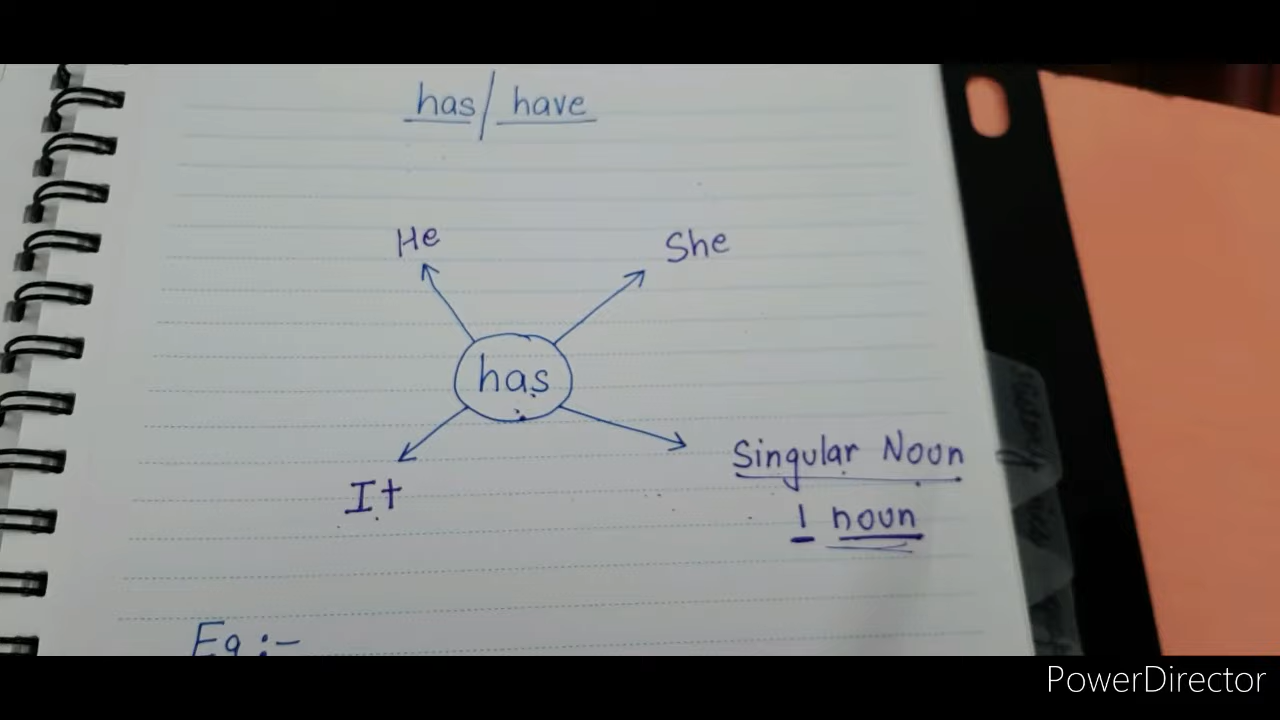 has/have
He
She
has
It
Singular Noun
1 noun
Eg :-
PowerDirector